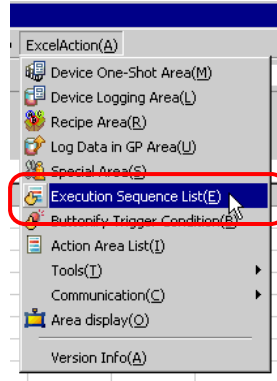 ExcelAction(A)
Device One-Shot Area(M)
Device Logging Area(L)
Recipe Area(R)
Log Data in GP Area(U)
Special Area(S)
Execution Sequence List(E)
Buttonify Trigger Condition(B)
Action Area List(I)
Tools(T)
Communication(C)
Area display(O)
Version Info(A)